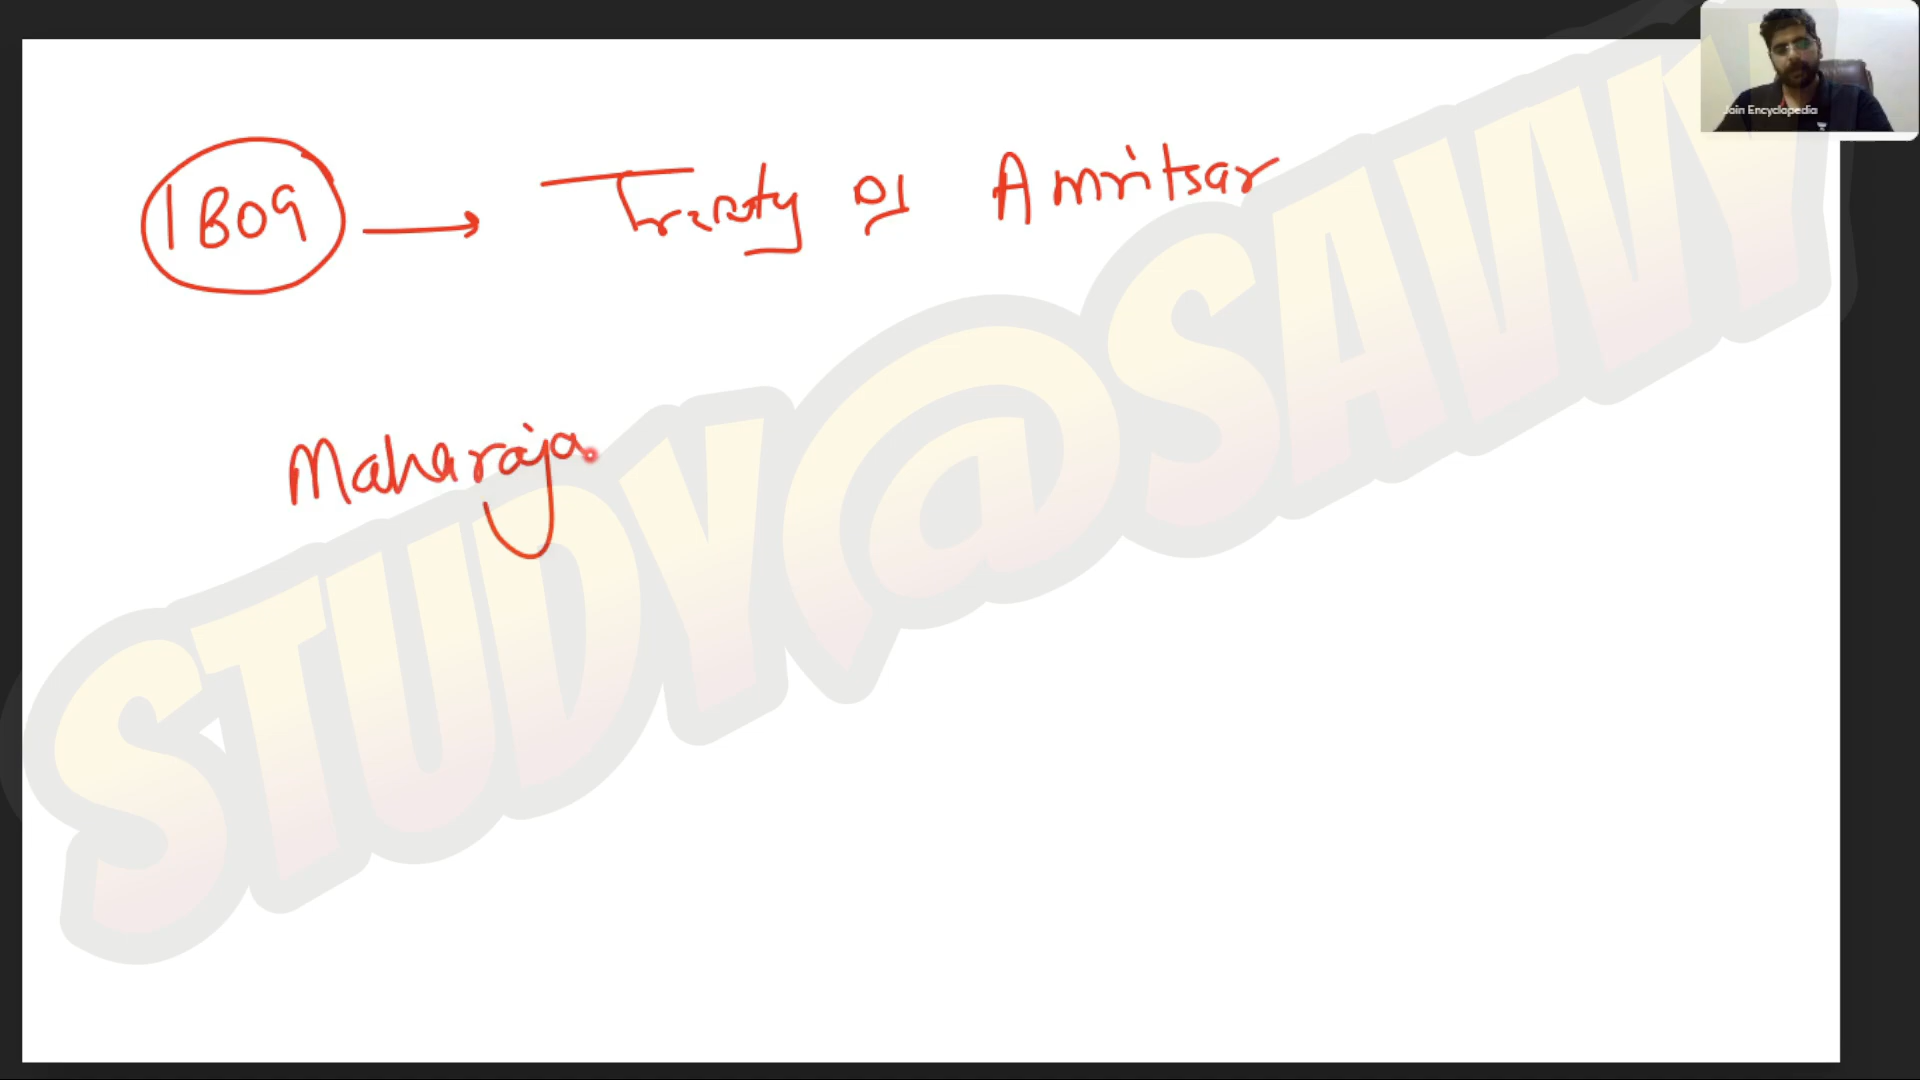 Join Encyclopedia
1809 → Treaty of Amritsar
Maharaja
STUDY@SAVVY